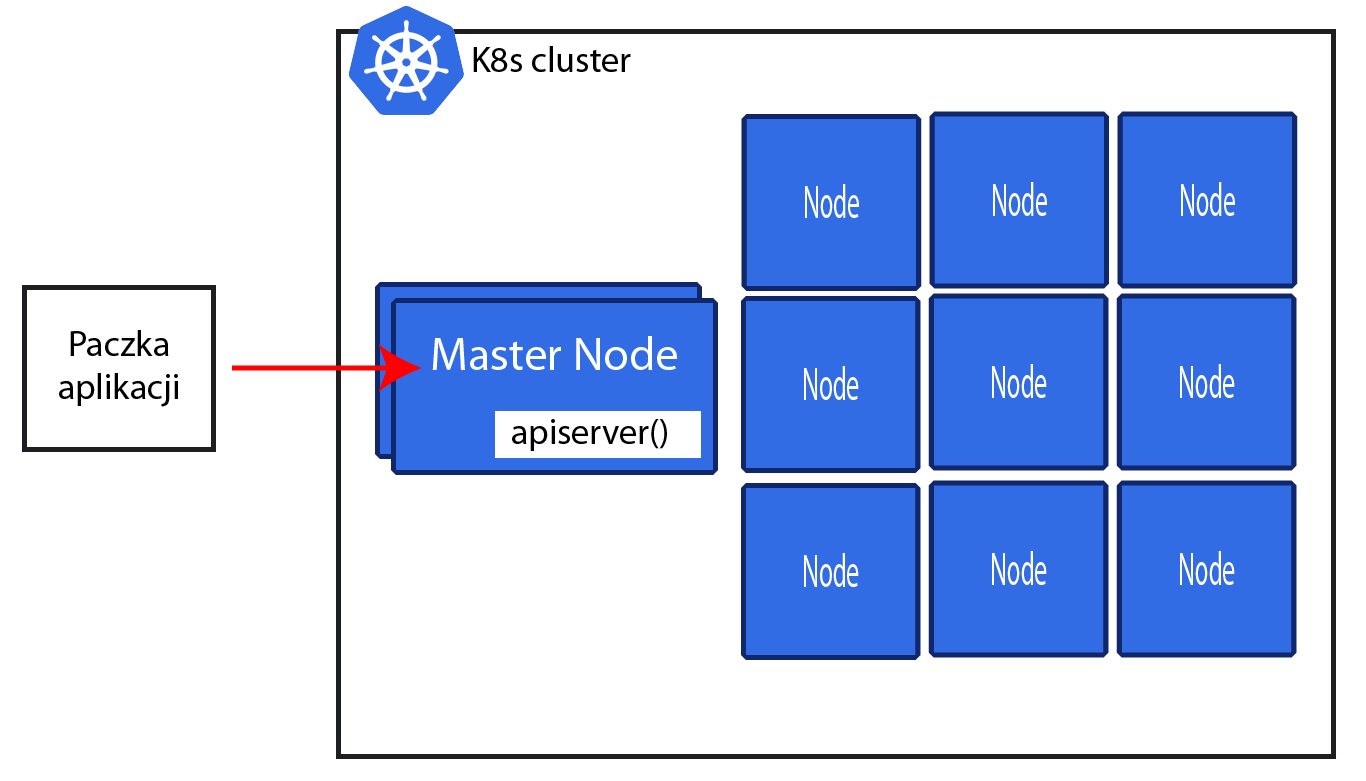 K8s cluster
Node
Node
Node
Paczka
aplikacji
Master Node
apiserver()
Node
Node
Node
Node
Node
Node